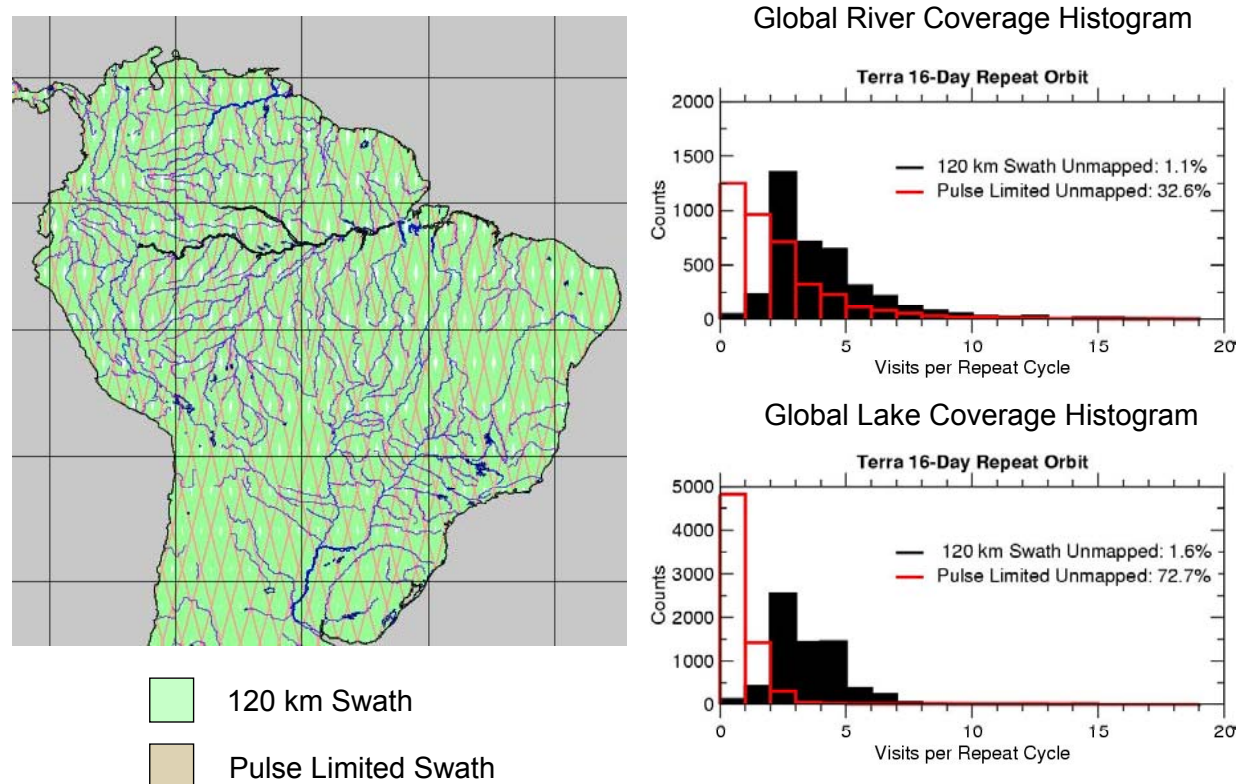 Global River Coverage Histogram
Terra 16-Day Repeat Orbit
2000
1500
1000
500
0
Counts
120 km Swath Unmapped: 1.1%
Pulse Limited Unmapped: 32.6%
0 5 10 15 20
Visits per Repeat Cycle
Global Lake Coverage Histogram
Terra 16-Day Repeat Orbit
5000
4000
3000
2000
1000
0
Counts
120 km Swath Unmapped: 1.6%
Pulse Limited Unmapped: 72.7%
0 5 10 15 20
Visits per Repeat Cycle
120 km Swath
Pulse Limited Swath